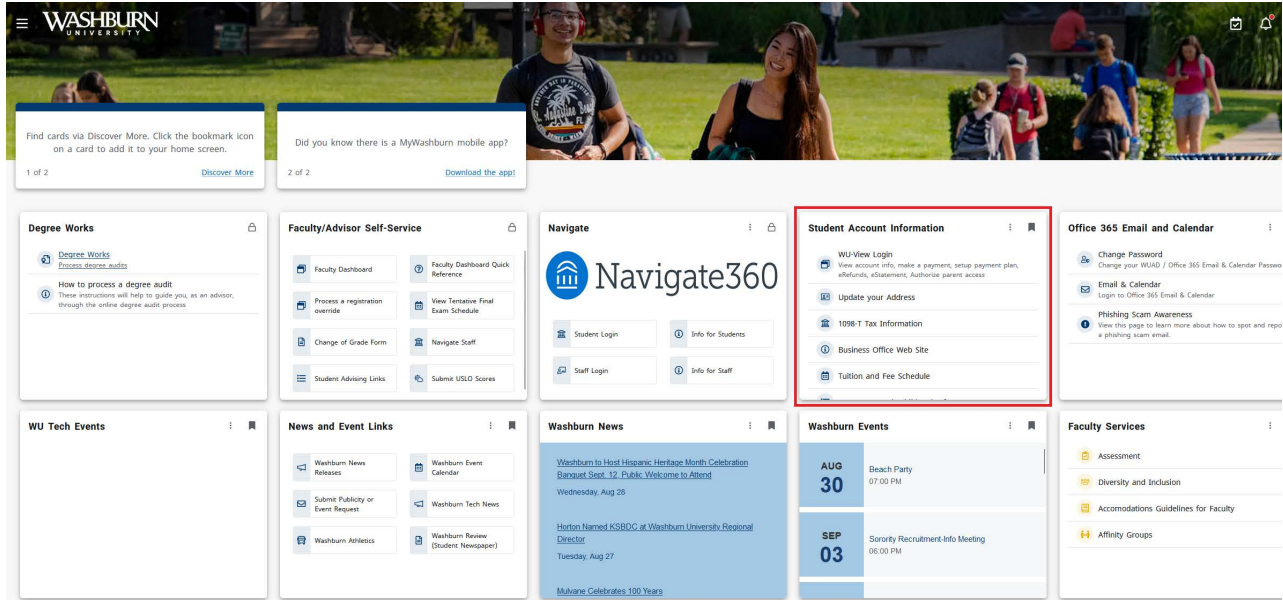 WASHBURN
UNIVERSITY
Find cards via Discover More. Click the bookmark icon
on a card to add it to your home screen.
1 of 2
Discover More
Did you know there is a MyWashburn mobile app?
2 of 2
Download the app!
Degree Works
Degree Works
Process degree audits
How to process a degree audit
These instructions will help to guide you, as an advisor,
through the online degree audit process
Faculty/Advisor Self-Service
Faculty Dashboard
Faculty Dashboard Quick
Reference
Process a registration
override
View Tentative Final
Exam Schedule
Change of Grade Form
Navigate Staff
Student Advising Links
Submit USLO Scores
Navigate
Navigate360
Student Login
Info for Students
Staff Login
Info for Staff
Student Account Information
WU-View Login
View account info, make a payment, setup payment plan,
eRefunds, eStatement, Authorize parent access
Update your Address
1098-T Tax Information
Business Office Web Site
Tuition and Fee Schedule
Office 365 Email and Calendar
Change Password
Change your WUAD / Office 365 Email & Calendar Passwo
Email & Calendar
Login to Office 365 Email & Calendar
Phishing Scam Awareness
View this page to learn more about how to spot and repo
a phishing scam email.
WU Tech Events
News and Event Links
Washburn News
Releases
Washburn Event
Calendar
Submit Publicity or
Event Request
Washburn Tech News
Washburn Athletics
Washburn Review
(Student Newspaper)
Washburn News
Washburn to Host Hispanic Heritage Month Celebration
Banquet Sept. 12, Public Welcome to Attend
Wednesday, Aug 28
Horton Named KSBDC at Washburn University Regional
Director
Tuesday, Aug 27
Mulvane Celebrates 100 Years
Washburn Events
AUG
30
Beach Party
07:00 PM
SEP
03
Sorority Recruitment-Info Meeting
06:00 PM
Faculty Services
Assessment
Diversity and Inclusion
Accomodations Guidelines for Faculty
Affinity Groups